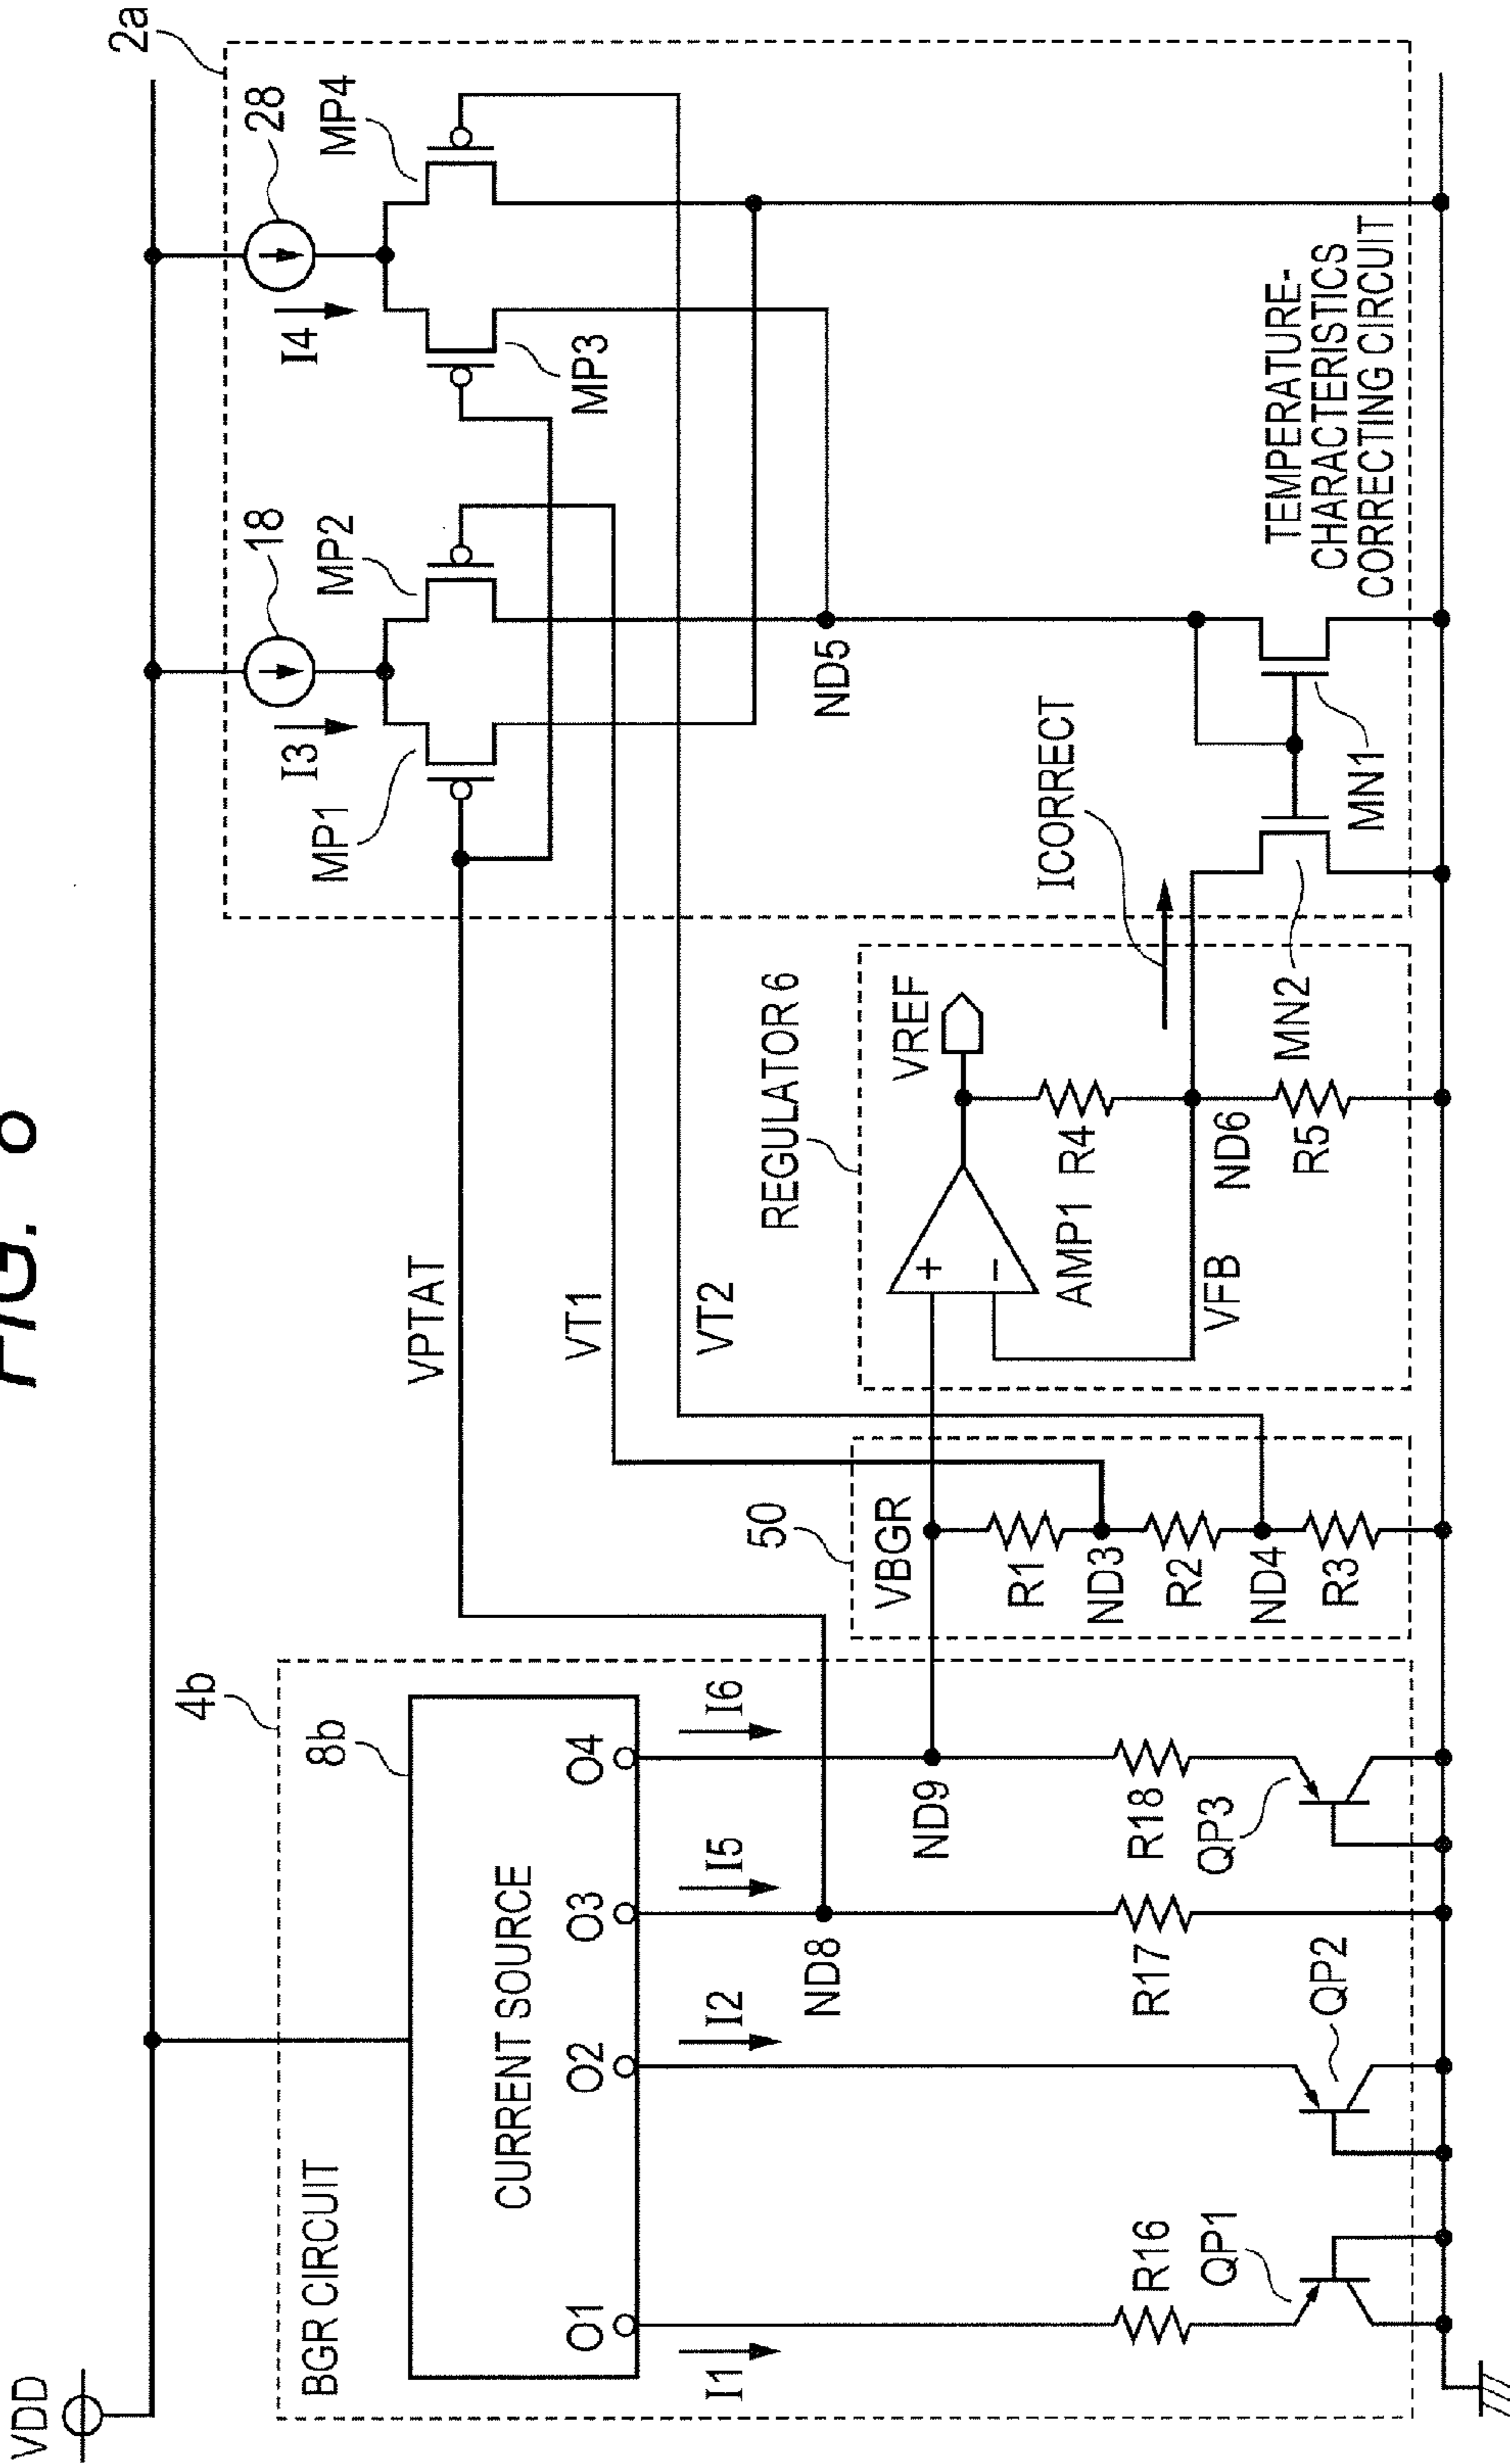 FIG.
VDD
2a
4b
BGR CIRCUIT
8b
CURRENT SOURCE
O1
O2
O3
O4
I1
I2
I5
I6
ND8
ND9
R16
R17
R18
QP1
QP2
QP3
VPTAT
VT1
VT2
50
VBGR
R1
ND3
R2
ND4
R3
REGULATOR 6
VREF
+
−
AMP1
R4
VFB
ND6
R5
18
28
I3
I4
MP1
MP2
MP3
MP4
ND5
ICORRECT
MN2
MN1
TEMPERATURE-
CHARACTERISTICS
CORRECTING CIRCUIT